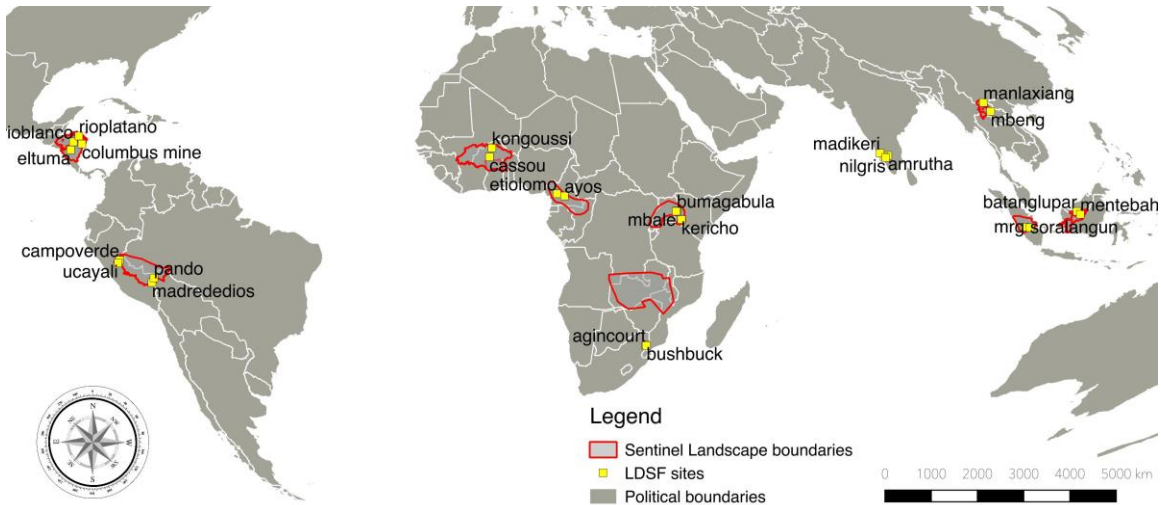 manlaxiang
mbeng
rioblanco
rioplatano
eltuma
columbus mine
kongoussi
cassou
madikeri
nilgris
amrutha
etiolomo
ayos
bumagabula
mbale
kericho
batanglupar
mentebah
mrg
soralangun
campoverde
ucayali
pando
madrededios
agincourt
bushbuck
N
S
Legend
Sentinel Landscape boundaries
LDSF sites
Political boundaries
0 1000 2000 3000 4000 5000 km